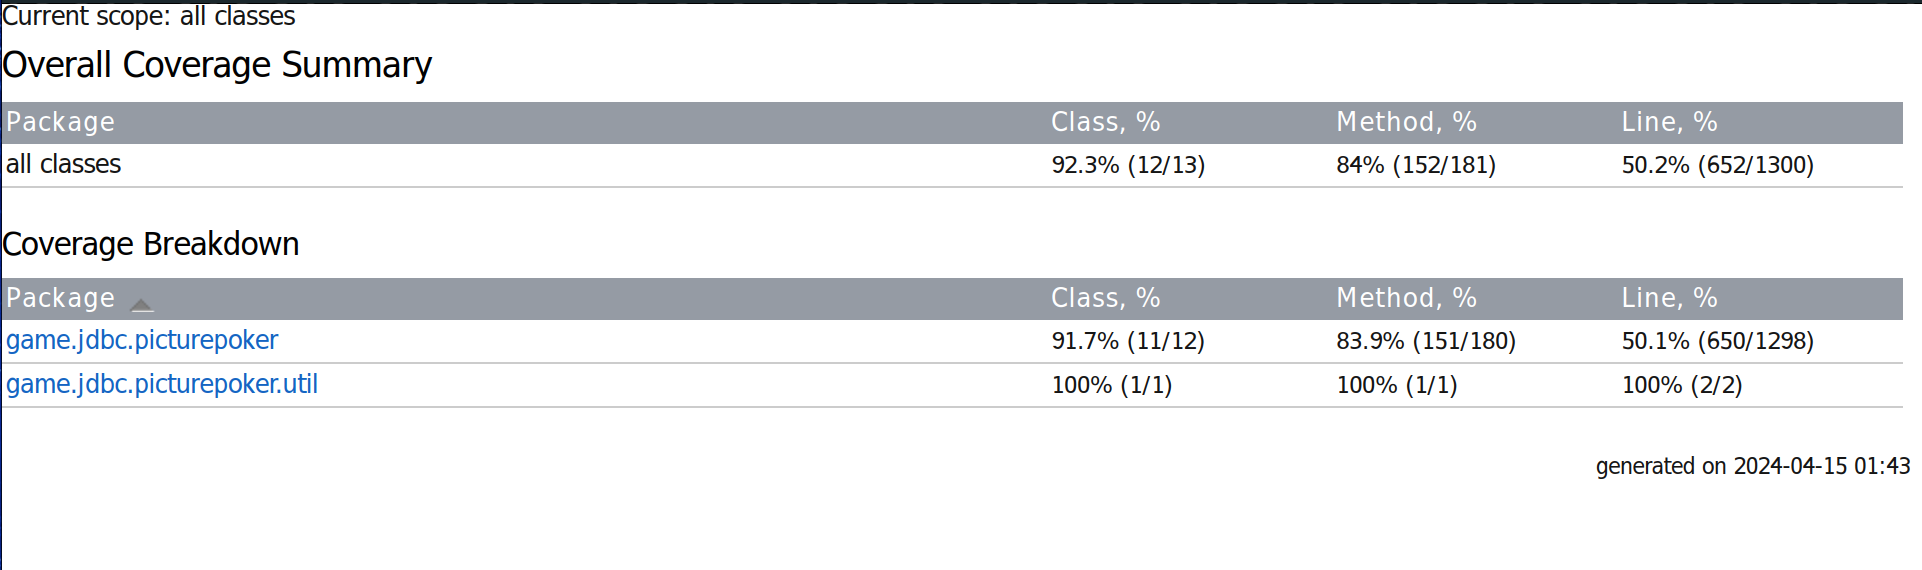 Current scope: all classes
Overall Coverage Summary
Package Class, % Method, % Line, %
all classes 92.3% (12/13) 84% (152/181) 50.2% (652/1300)
Coverage Breakdown
Package Class, % Method, % Line, %
game.jdbc.picturepoker 91.7% (11/12) 83.9% (151/180) 50.1% (650/1298)
game.jdbc.picturepoker.util 100% (1/1) 100% (1/1) 100% (2/2)
generated on 2024-04-15 01:43